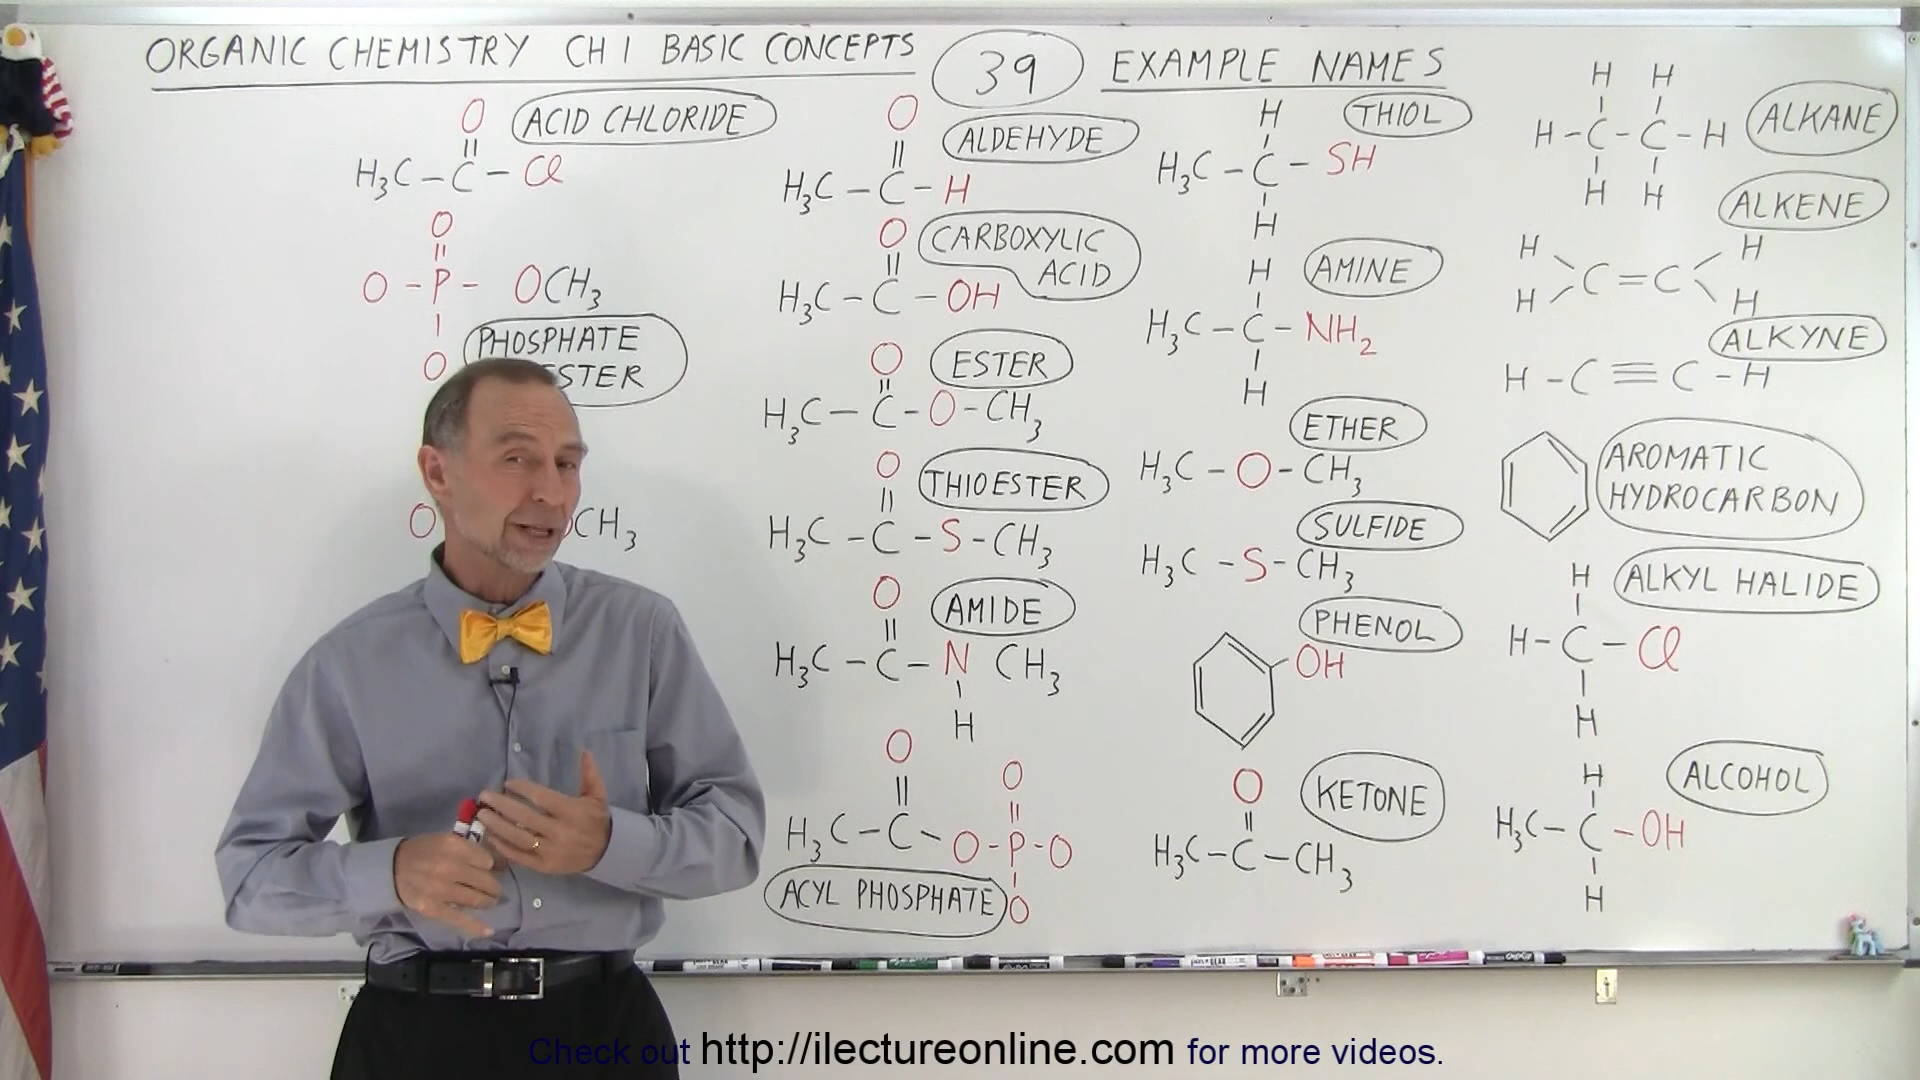 ORGANIC CHEMISTRY CH 1 BASIC CONCEPTS
39
EXAMPLE NAMES
O
||
H₃C – C – Cl
ACID CHLORIDE
O
||
O – P – OCH₃
|
O
PHOSPHATE
O
CH₃
O
||
H₃C – C – H
ALDEHYDE
O
||
H₃C – C – OH
CARBOXYLIC
ACID
O
||
H₃C – C – O – CH₃
ESTER
O
||
H₃C – C – S – CH₃
THIOESTER
O
||
H₃C – C – N CH₃
|
H
AMIDE
O O
|| ||
H₃C – C – O – P – O
|
O
ACYL PHOSPHATE
H
|
H₃C – C – SH
|
H
THIOL
H
|
H₃C – C – NH₂
|
H
AMINE
H₃C – O – CH₃
ETHER
H₃C – S – CH₃
SULFIDE
OH
PHENOL
O
||
H₃C – C – CH₃
KETONE
H H
| |
H – C – C – H
| |
H H
ALKANE
H H
C = C
H H
ALKENE
H – C ≡ C – H
ALKYNE
AROMATIC
HYDROCARBON
H
|
H – C – Cl
|
H
ALKYL HALIDE
H
|
H₃C – C – OH
|
H
ALCOHOL
Check out http://ilectureonline.com for more videos.